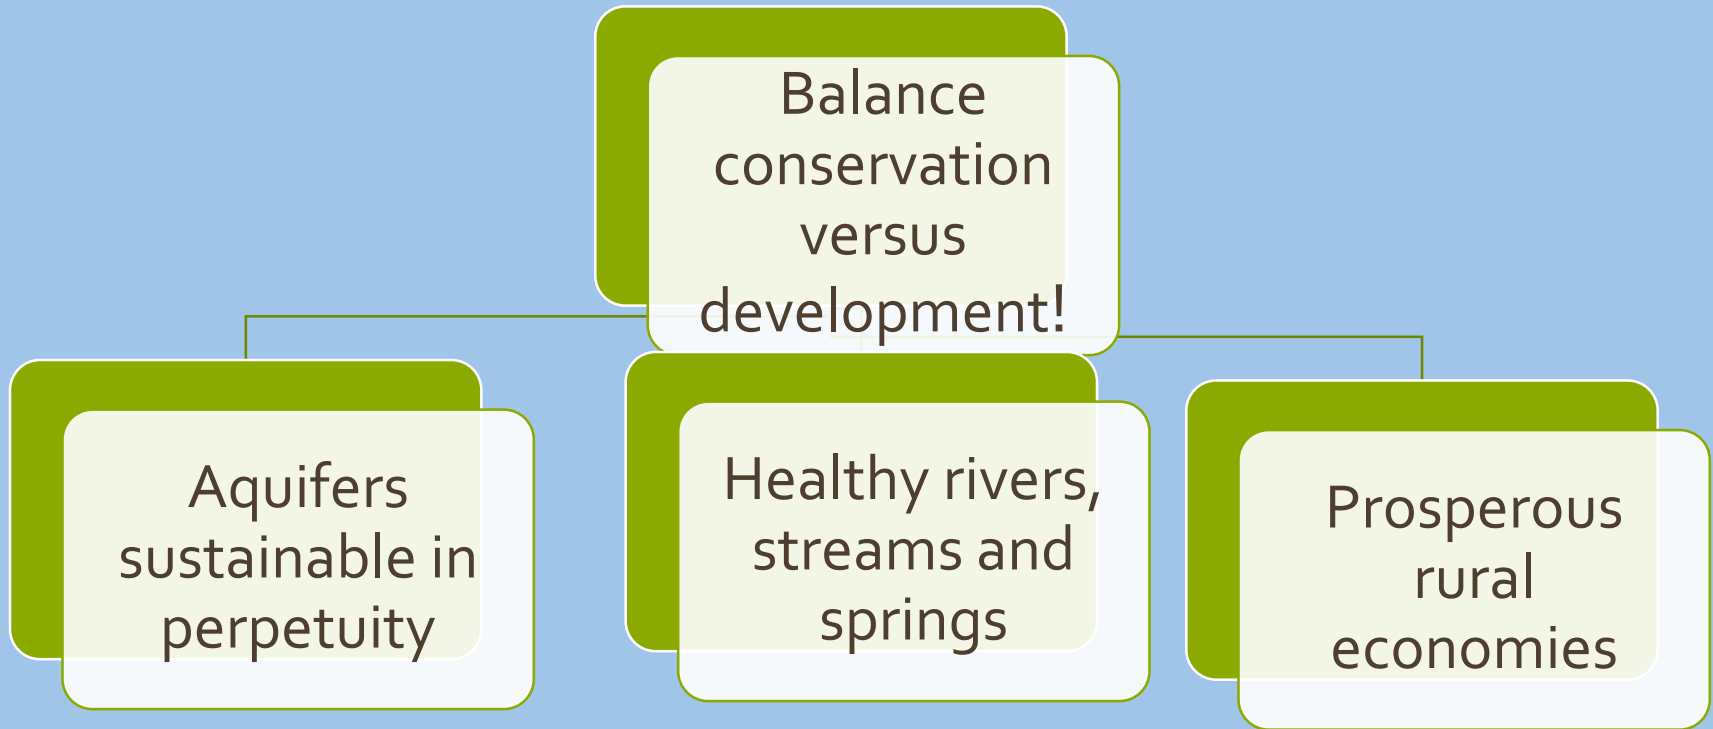 Balance
conservation
versus
development!
Aquifers
sustainable in
perpetuity
Healthy rivers,
streams and
springs
Prosperous
rural
economies